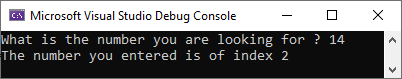 Microsoft Visual Studio Debug Console
What is the number you are looking for ? 14
The number you entered is of index 2